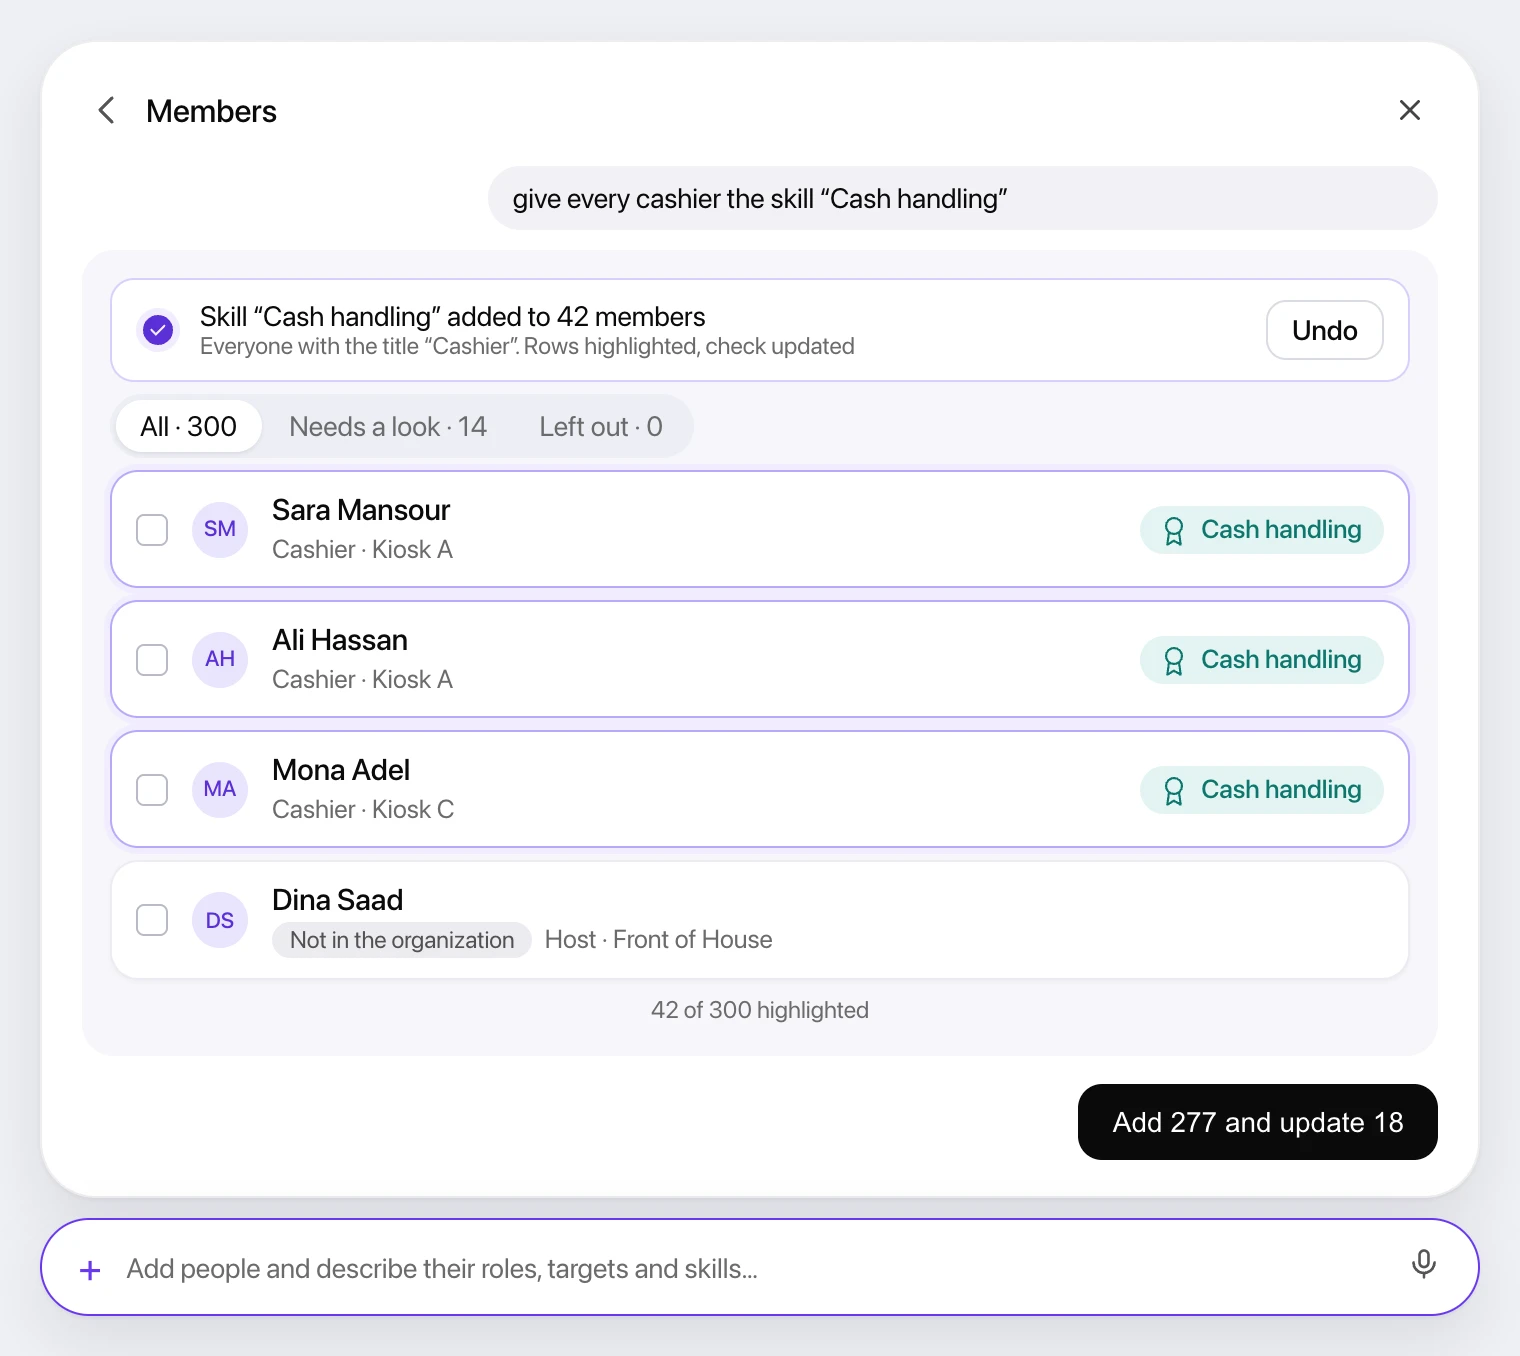 Members
give every cashier the skill “Cash handling”
Skill “Cash handling” added to 42 members
Everyone with the title “Cashier”. Rows highlighted, check updated
Undo
All · 300
Needs a look · 14
Left out · 0
SM
Sara Mansour
Cashier · Kiosk A
Cash handling
AH
Ali Hassan
Cashier · Kiosk A
Cash handling
MA
Mona Adel
Cashier · Kiosk C
Cash handling
DS
Dina Saad
Not in the organization
Host · Front of House
42 of 300 highlighted
Add 277 and update 18
Add people and describe their roles, targets and skills...